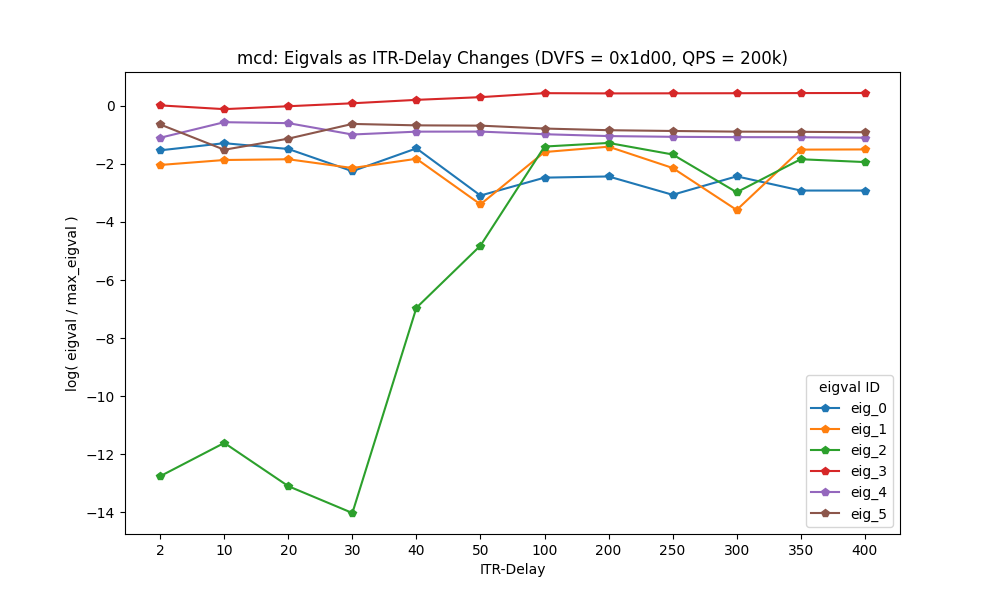 mcd: Eigvals as ITR-Delay Changes (DVFS = 0x1d00, QPS = 200k)
log( eigval / max_eigval )
0
−2
−4
−6
−8
−10
−12
−14
2 10 20 30 40 50 100 200 250 300 350 400
ITR-Delay
eigval ID
eig_0
eig_1
eig_2
eig_3
eig_4
eig_5